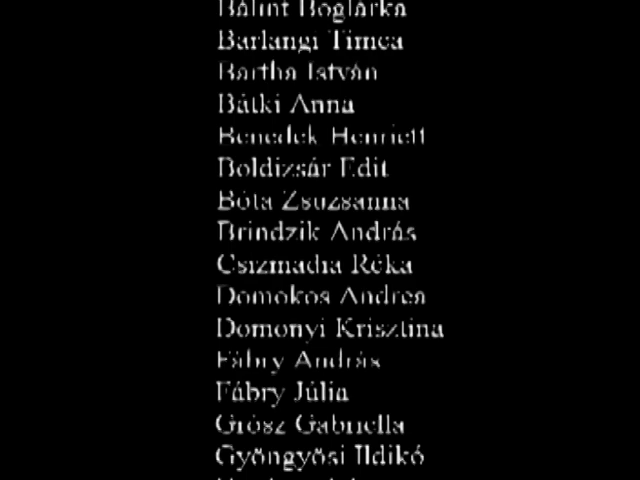 Bálint Boglárka
Barlangi Tímea
Bartha István
Bátki Anna
Benedek Henriett
Boldizsár Edit
Bóta Zsuzsanna
Brindzik András
Csizmadia Réka
Domokos Andrea
Domonyi Krisztina
Fábry András
Fábry Júlia
Grósz Gabriella
Gyöngyösi Ildikó